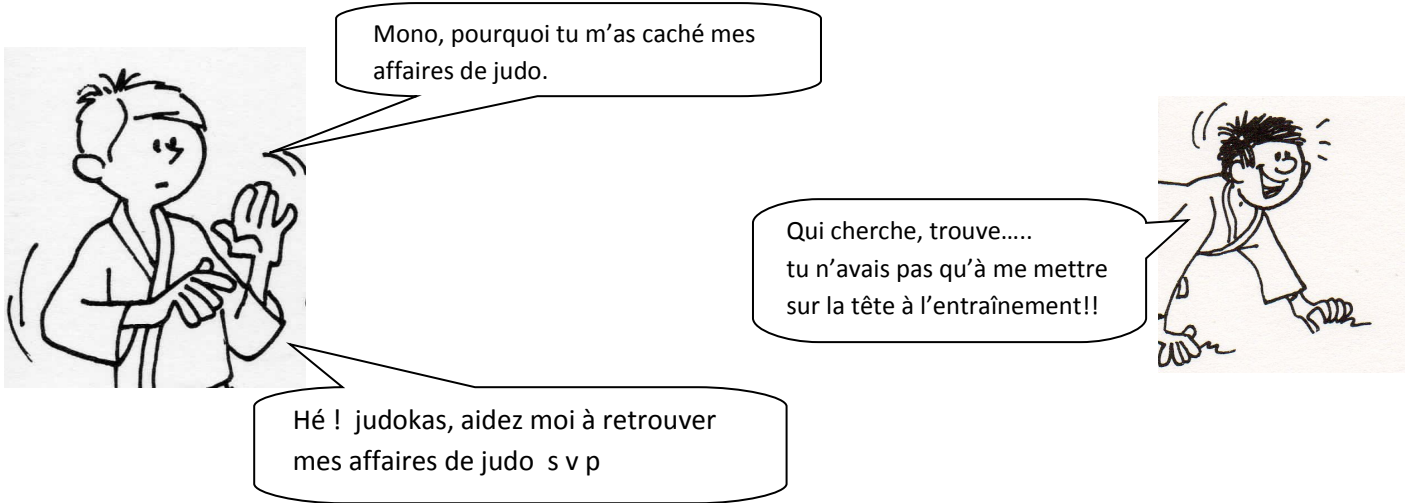 Mono, pourquoi tu m’as caché mes
affaires de judo.
Qui cherche, trouve…..
tu n’avais pas qu’à me mettre
sur la tête à l’entraînement!!
Hé !  judokas, aidez moi à retrouver
mes affaires de judo  s v p